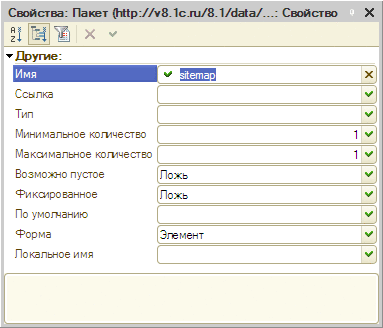 Свойства: Пакет (http://v8.1c.ru/8.1/data/...: Свойство
Другие:
Имя sitemap
Ссылка
Тип
Минимальное количество 1
Максимальное количество 1
Возможно пустое Ложь
Фиксированное Ложь
По умолчанию
Форма Элемент
Локальное имя